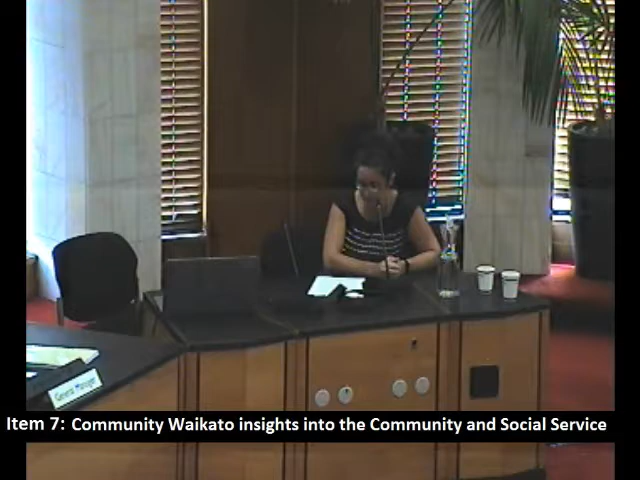 General Manager
Item 7: Community Waikato insights into the Community and Social Service